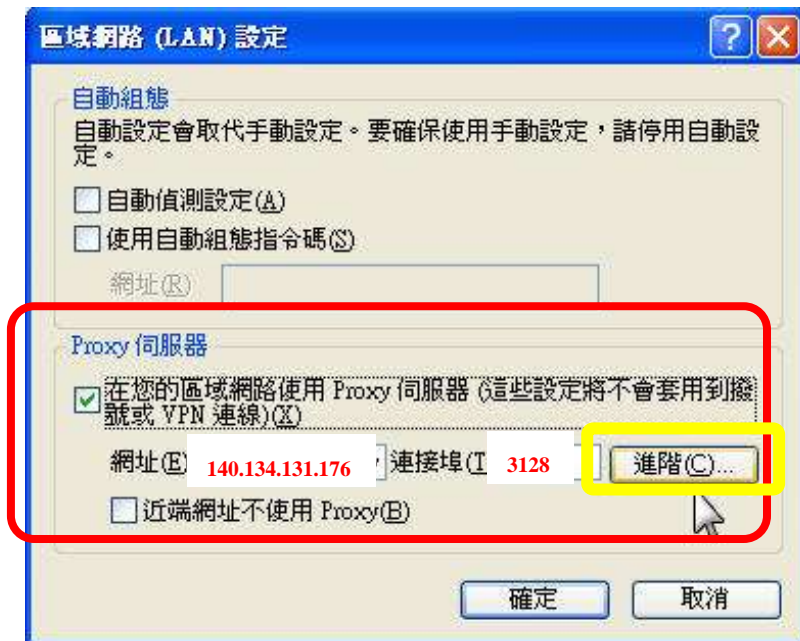 區域網路 (LAN) 設定
自動組態
自動設定會取代手動設定。要確保使用手動設定，請停用自動設
定。
自動偵測設定(A)
使用自動組態指令碼(S)
網址(R)
Proxy 伺服器
在您的區域網路使用 Proxy 伺服器 (這些設定將不會套用到撥
號或 VPN 連線)(X)
網址(E) 140.134.131.176 連接埠(T 3128 進階(C)...
近端網址不使用 Proxy(B)
確定 取消